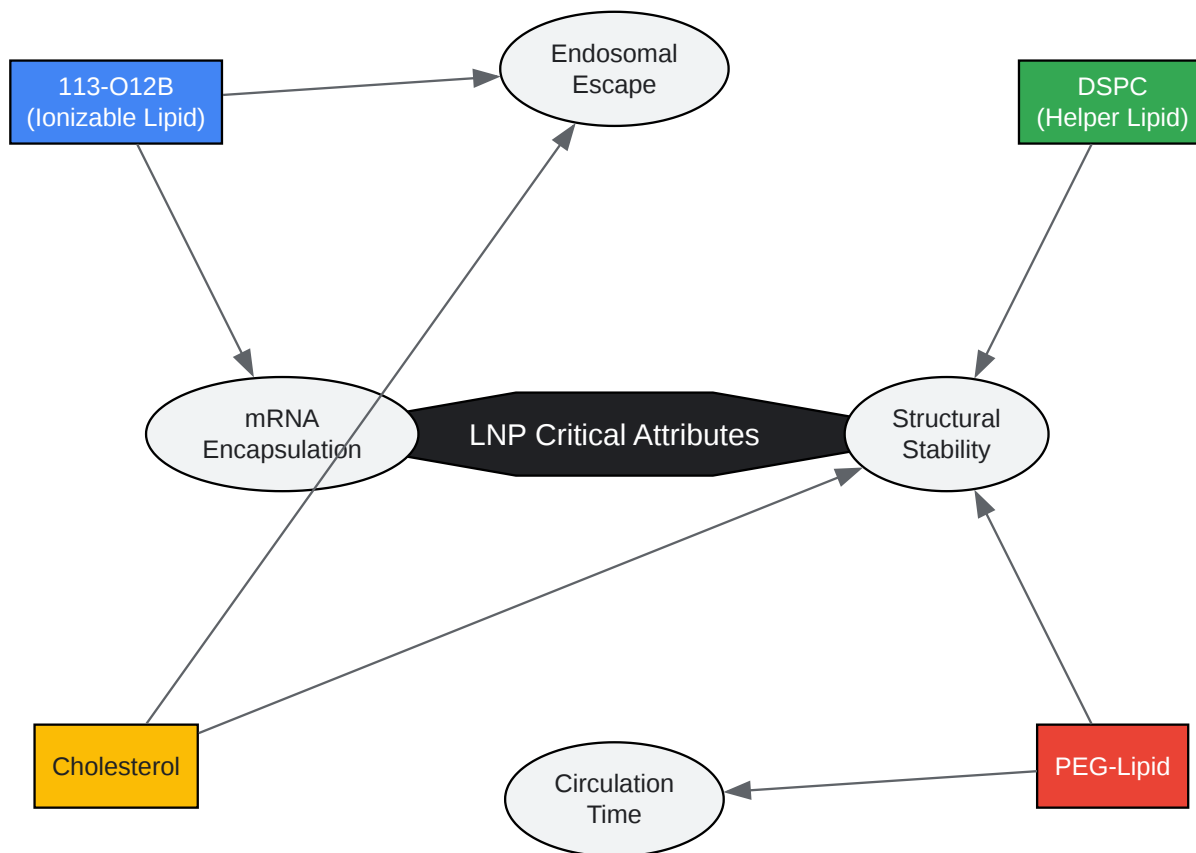 Endosomal
Escape
113-O12B
(Ionizable Lipid)
DSPC
(Helper Lipid)
mRNA
Encapsulation
LNP Critical Attributes
Structural
Stability
Cholesterol
Circulation
Time
PEG-Lipid